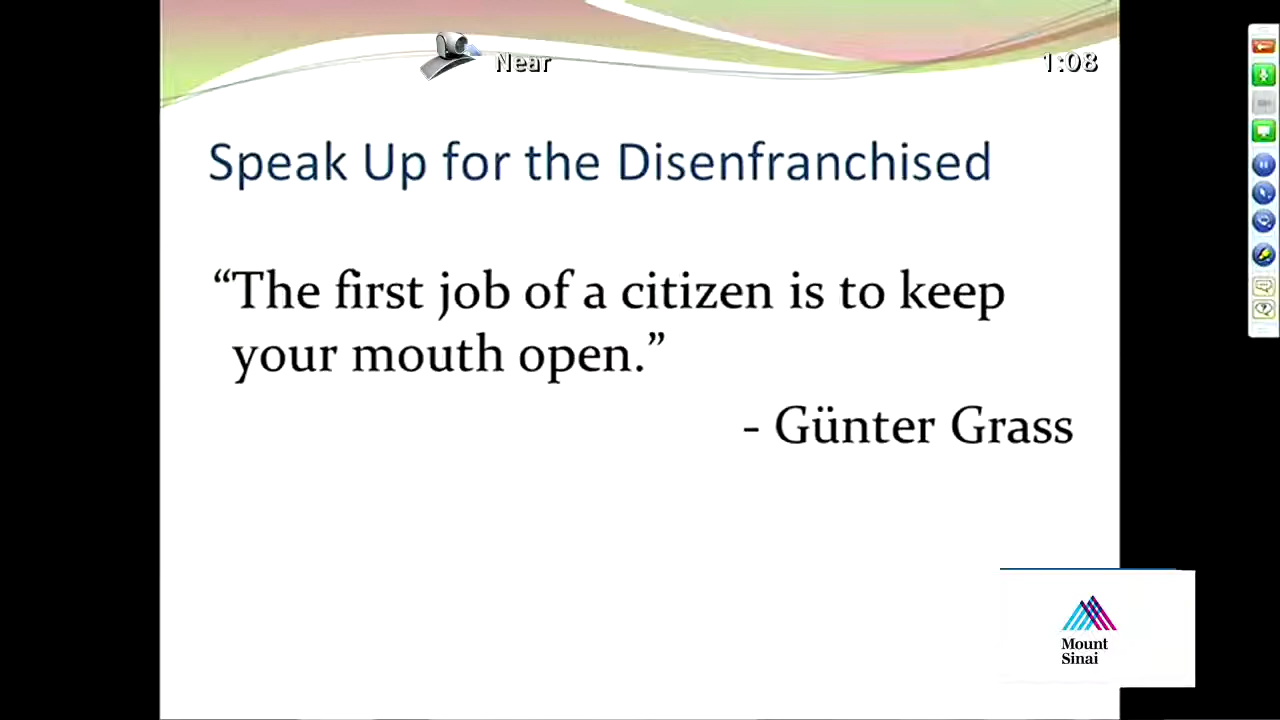 Near
1:08
Speak Up for the Disenfranchised
“The first job of a citizen is to keep
your mouth open.”
- Günter Grass
Mount
Sinai